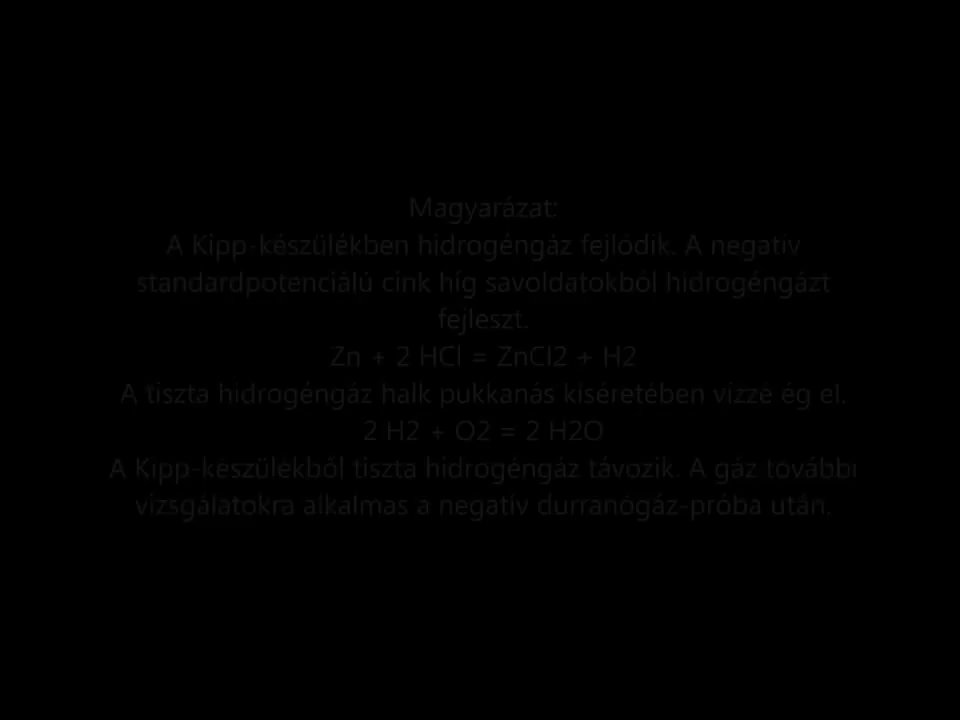 Magyarázat:
A Kipp-készülékben hidrogéngáz fejlődik. A negatív
standardpotenciálú cink híg savoldatokból hidrogéngázt
fejleszt.
Zn + 2 HCl = ZnCl2 + H2
A tiszta hidrogéngáz halk pukkanás kíséretében vízzé ég el.
2 H2 + O2 = 2 H2O
A Kipp-készülékből tiszta hidrogéngáz távozik. A gáz további
vizsgálatokra alkalmas a negatív durranógáz-próba után.